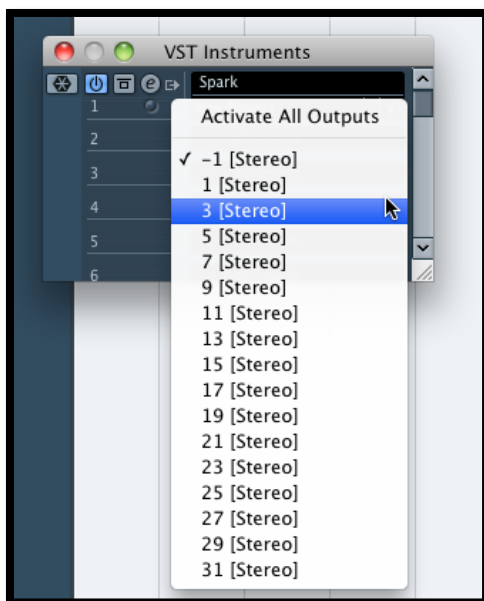 VST Instruments
e Spark
1
Activate All Outputs
2
✓ -1 [Stereo]
3
1 [Stereo]
3 [Stereo]
4
5 [Stereo]
5
7 [Stereo]
6
9 [Stereo]
11 [Stereo]
13 [Stereo]
15 [Stereo]
17 [Stereo]
19 [Stereo]
21 [Stereo]
23 [Stereo]
25 [Stereo]
27 [Stereo]
29 [Stereo]
31 [Stereo]